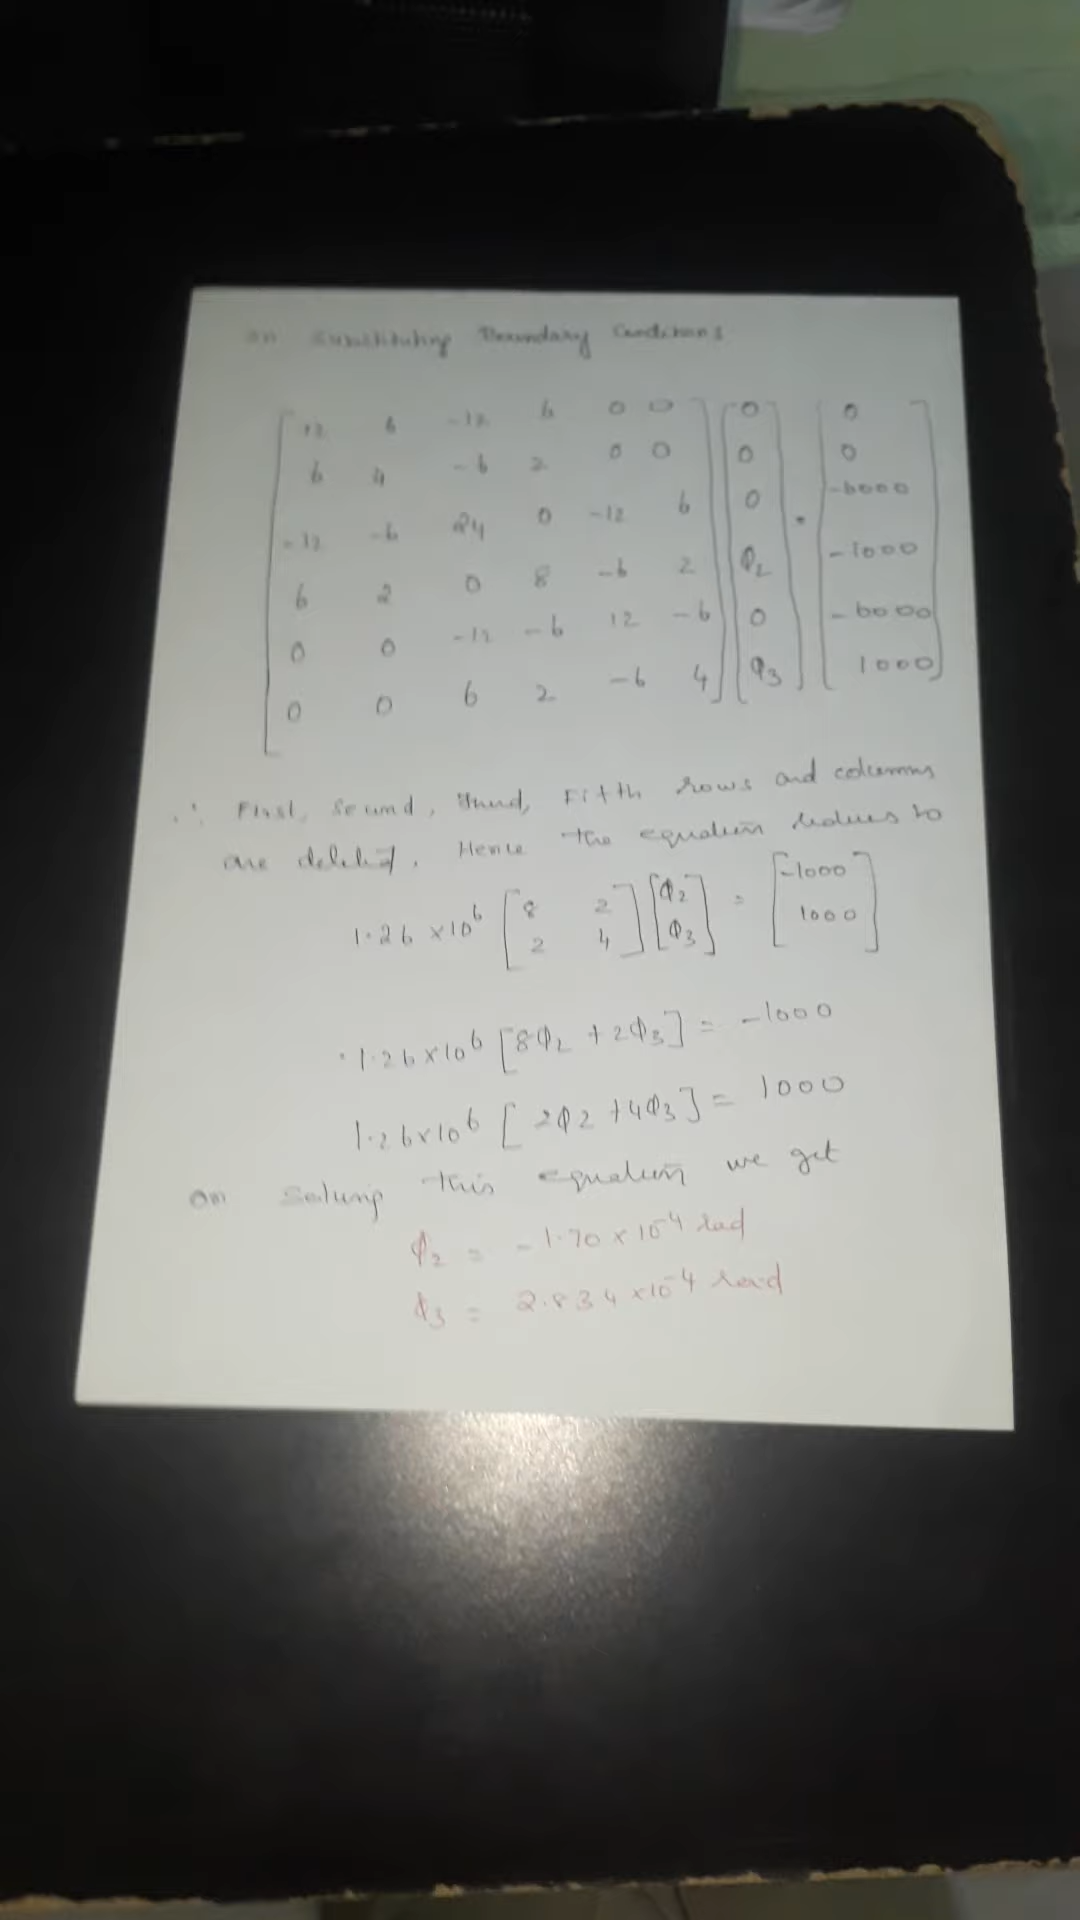 on substituting Boundary Conditions
12 6 -12 6 0 0 0 0
6 4 -6 2 0 0 0 0
-12 -6 24 0 -12 6 0 = -6000
6 2 0 8 -6 2 ϕ2 -1000
0 0 -12 -6 12 -6 0 -6000
0 0 6 2 -6 4 ϕ3 1000
∴ First, Second, Third, Fifth rows and columns
are deleted. Hence the equation reduces to
1.26 ×10^6 [8 2; 2 4] [ϕ2; ϕ3] = [-1000; 1000]
1.26×10^6 [8ϕ2 + 2ϕ3] = -1000
1.26×10^6 [2ϕ2 +4ϕ3] = 1000
on solving this equation we get
ϕ2 = -1.70 × 10^-4 rad
ϕ3 = 2.834 ×10^-4 rad